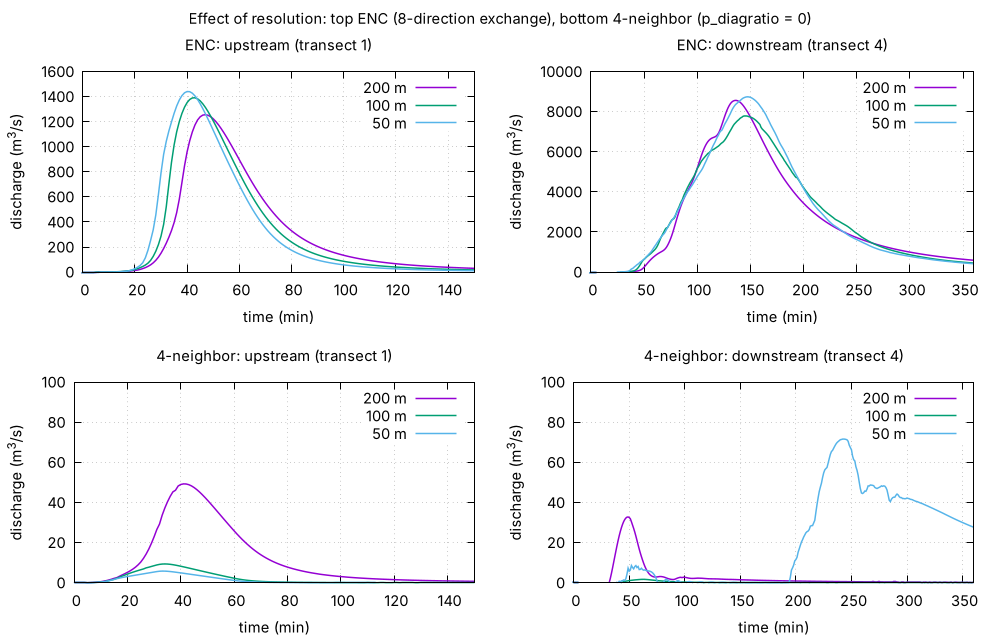 Effect of resolution: top ENC (8-direction exchange), bottom 4-neighbor (p_diagratio = 0)
ENC: upstream (transect 1)
1600
1400
1200
1000
800
600
400
200
0
discharge (m³/s)
200 m
100 m
50 m
0 20 40 60 80 100 120 140
time (min)
ENC: downstream (transect 4)
10000
8000
6000
4000
2000
0
discharge (m³/s)
200 m
100 m
50 m
0 50 100 150 200 250 300 350
time (min)
4-neighbor: upstream (transect 1)
100
80
60
40
20
0
discharge (m³/s)
200 m
100 m
50 m
0 20 40 60 80 100 120 140
time (min)
4-neighbor: downstream (transect 4)
100
80
60
40
20
0
discharge (m³/s)
200 m
100 m
50 m
0 50 100 150 200 250 300 350
time (min)